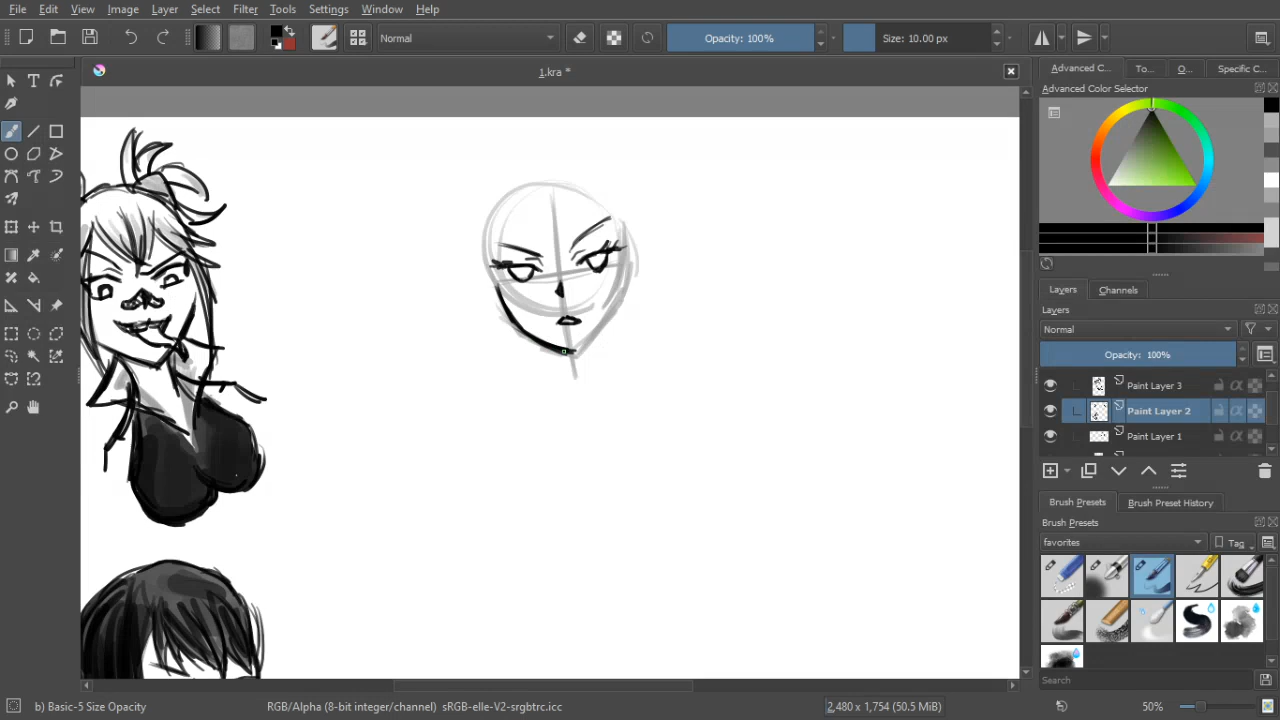 File Edit View Image Layer Select Filter Tools Settings Window Help
Normal Opacity: 100% Size: 10.00 px
1.kra *
Advanced C... To... O... Specific C...
Advanced Color Selector
Layers Channels
Layers
Normal
Opacity: 100%
Paint Layer 3
Paint Layer 2
Paint Layer 1
Brush Presets Brush Preset History
Brush Presets
favorites Tag
Search
b) Basic-5 Size Opacity RGB/Alpha (8-bit integer/channel) sRGB-elle-V2-srgbtrc.icc 2,480 x 1,754 (50.5 MiB) 50%